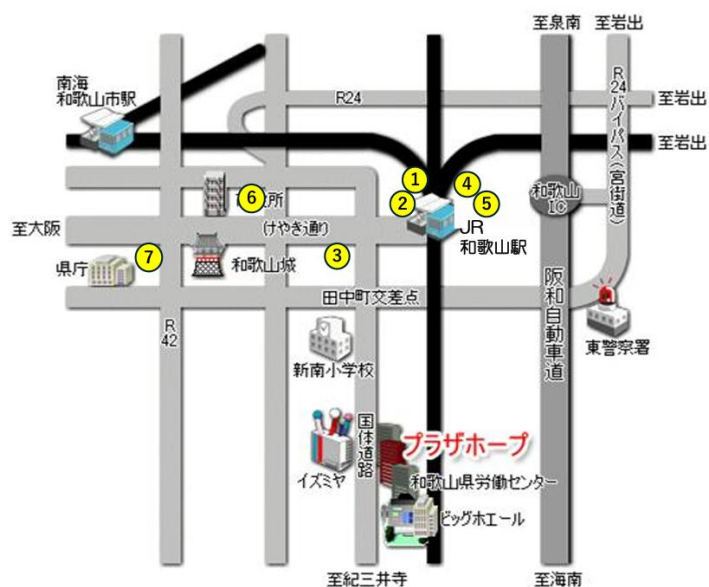 至泉南 至岩出
南海
和歌山市駅
R24
至岩出
R24バイパス(宮街道)
至岩出
1
4
2
5
和歌山
IC
6
所
至大阪
(けやき通り)
JR
和歌山駅
県庁
7
和歌山城
3
田中町交差点
阪和自動車道
R
42
新南小学校
東警察署
国体道路
プラザホープ
イズミヤ
和歌山県労働センター
ビッグホエール
至紀三井寺
至海南